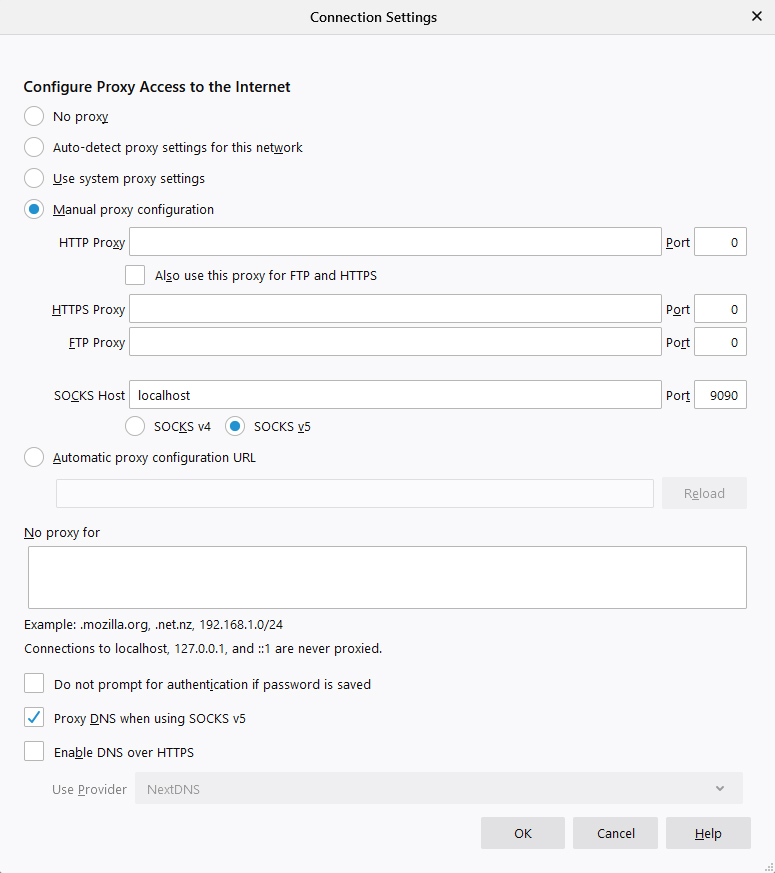 Connection Settings
Configure Proxy Access to the Internet
No proxy
Auto-detect proxy settings for this network
Use system proxy settings
Manual proxy configuration
HTTP Proxy Port 0
Also use this proxy for FTP and HTTPS
HTTPS Proxy Port 0
FTP Proxy Port 0
SOCKS Host localhost Port 9090
SOCKS v4 SOCKS v5
Automatic proxy configuration URL
Reload
No proxy for
Example: .mozilla.org, .net.nz, 192.168.1.0/24
Connections to localhost, 127.0.0.1, and ::1 are never proxied.
Do not prompt for authentication if password is saved
Proxy DNS when using SOCKS v5
Enable DNS over HTTPS
Use Provider NextDNS
OK Cancel Help